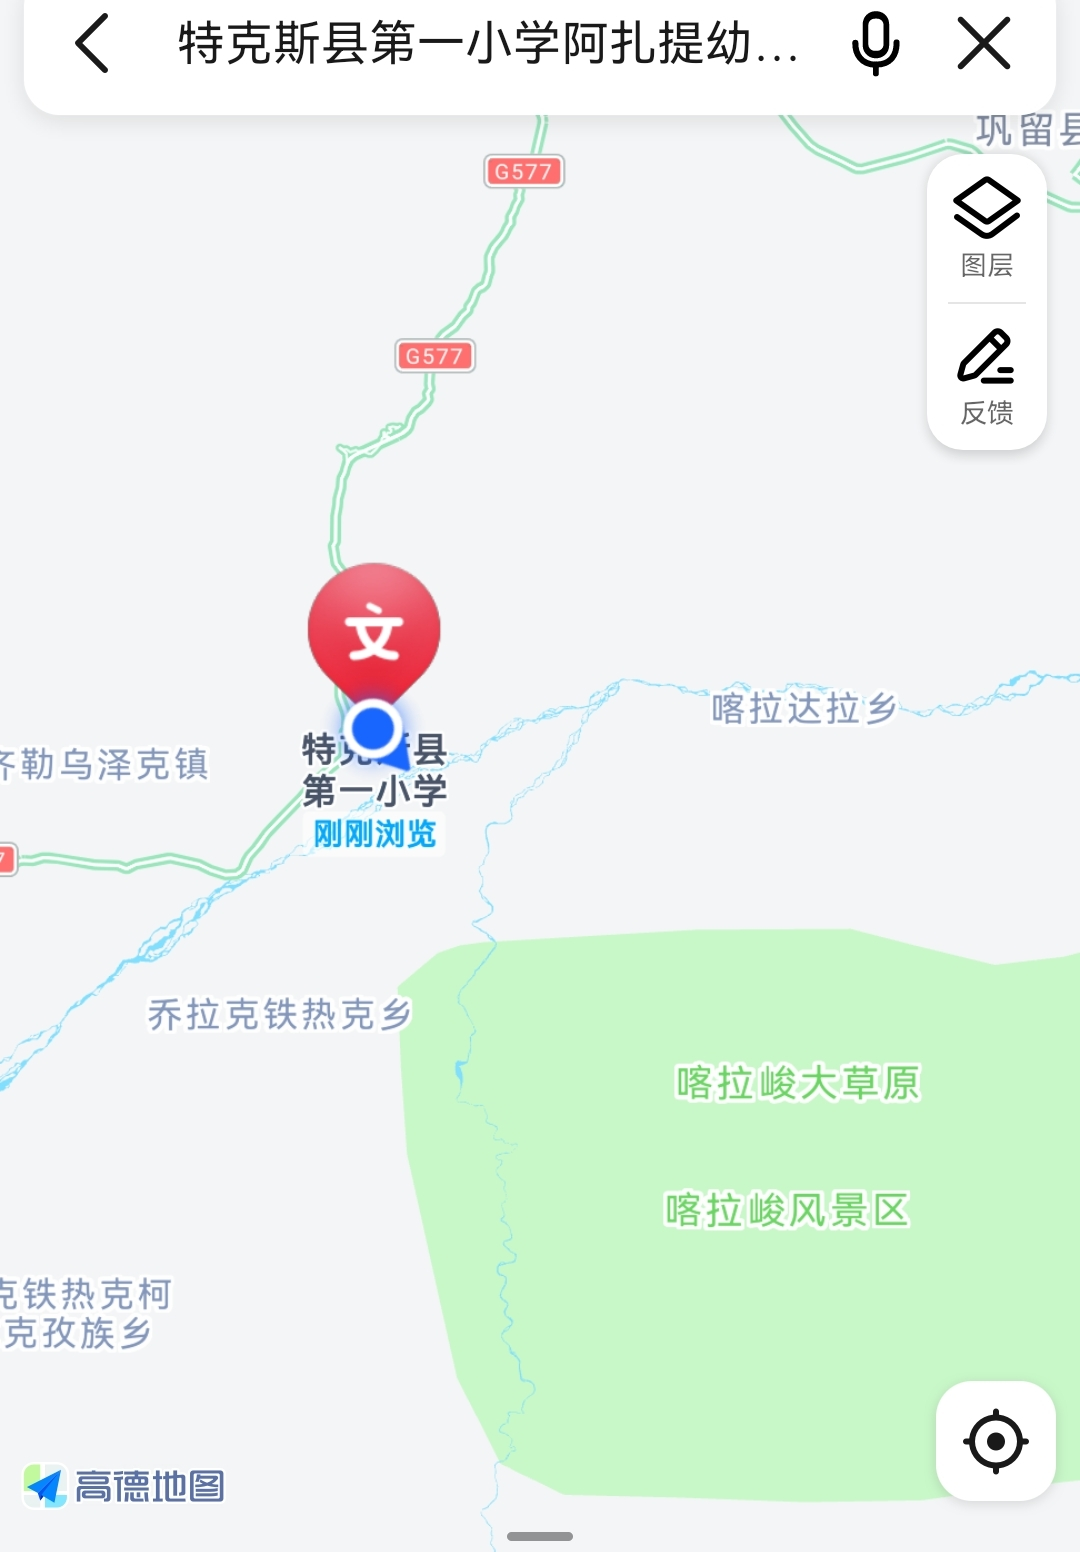 特克斯县第一小学阿扎提幼...
巩留县
G577
图层
G577
反馈
喀拉达拉乡
齐勒乌泽克镇
特克斯县
第一小学
刚刚浏览
7
乔拉克铁热克乡
喀拉峻大草原
喀拉峻风景区
克铁热克柯
克孜族乡
高德地图